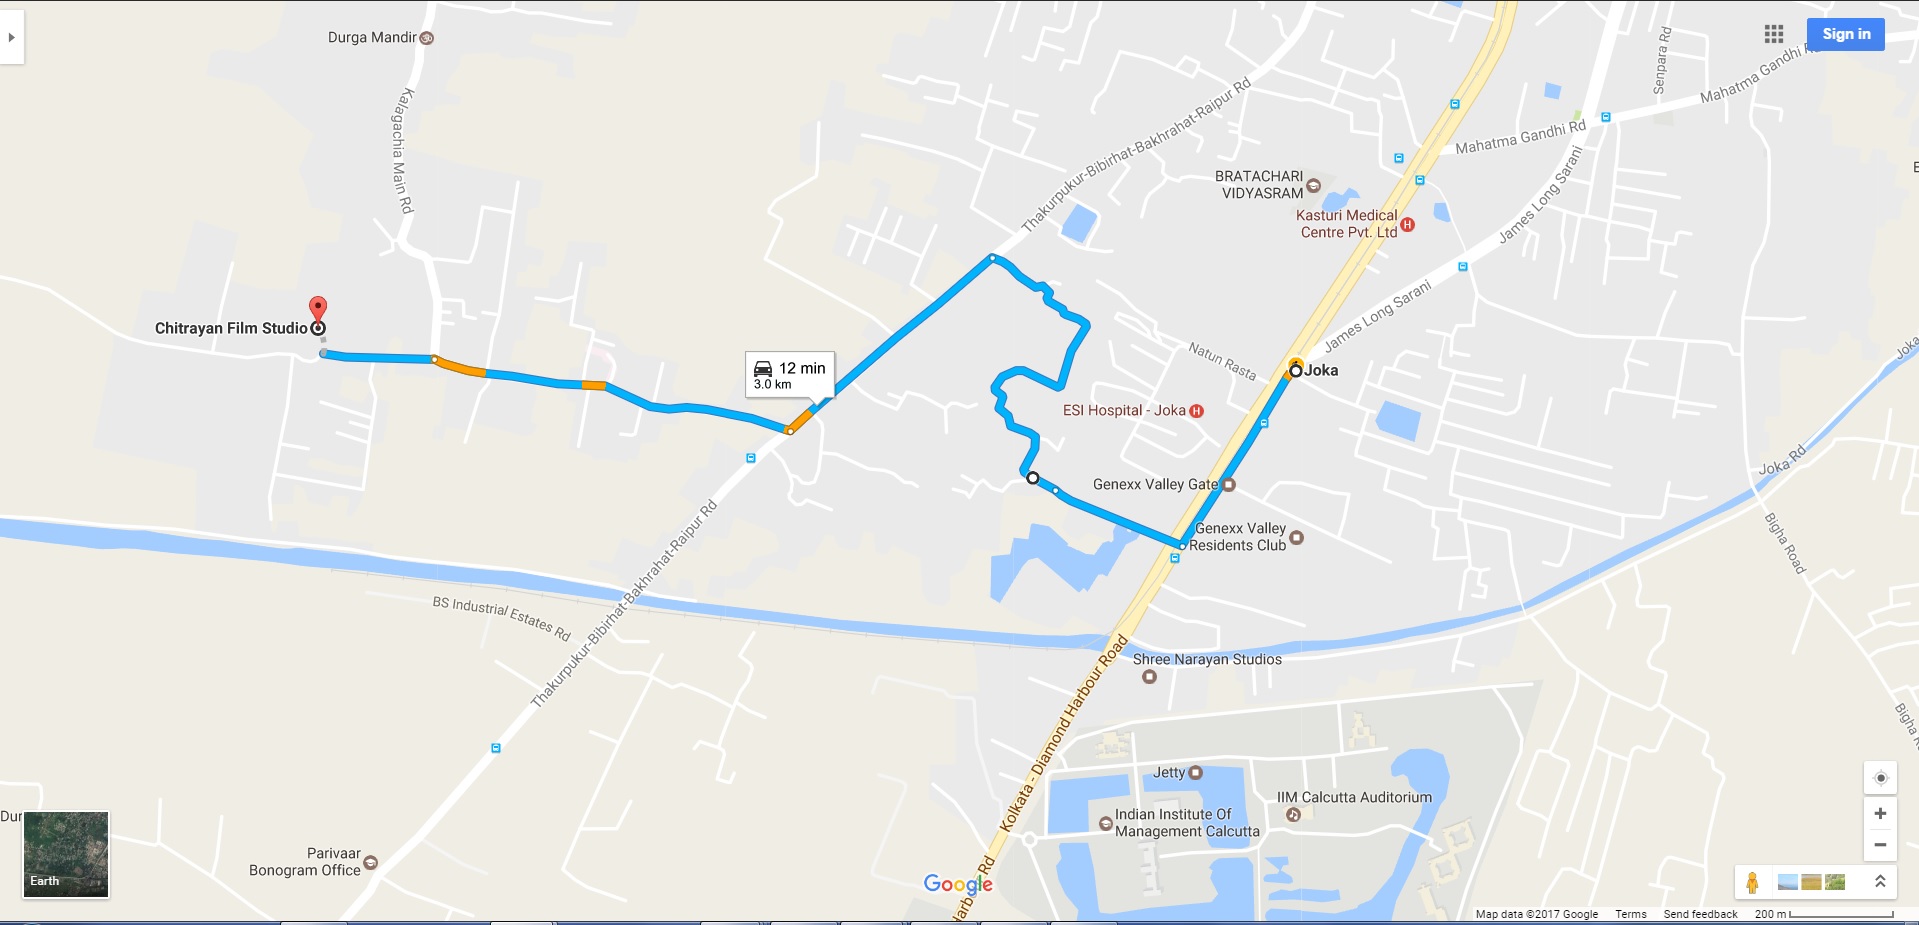 Durga Mandir
Sign in
Senpara Rd
Mahatma Gandhi
Kalagachia Main Rd
Thakurpukur-Bibirhat-Bakhrahat-Raipur Rd
Mahatma Gandhi Rd
BRATACHARI
VIDYASRAM
Kasturi Medical
Centre Pvt. Ltd
James Long Sarani
Chitrayan Film Studio
James Long Sarani
Natun Rasta
12 min
3.0 km
Joka
ESI Hospital - Joka
Joka
Joka Rd
Genexx Valley Gate
Genexx Valley
Residents Club
Bigha Road
BS Industrial Estates Rd
Thakurpukur-Bibirhat-Bakhrahat-Raipur Rd
Shree Narayan Studios
Kolkata - Diamond Harbour Road
Bigha
Jetty
IIM Calcutta Auditorium
Indian Institute Of
Management Calcutta
Parivaar
Bonogram Office
Earth
Google
Rd
Map data ©2017 Google
Terms
Send feedback
200 m